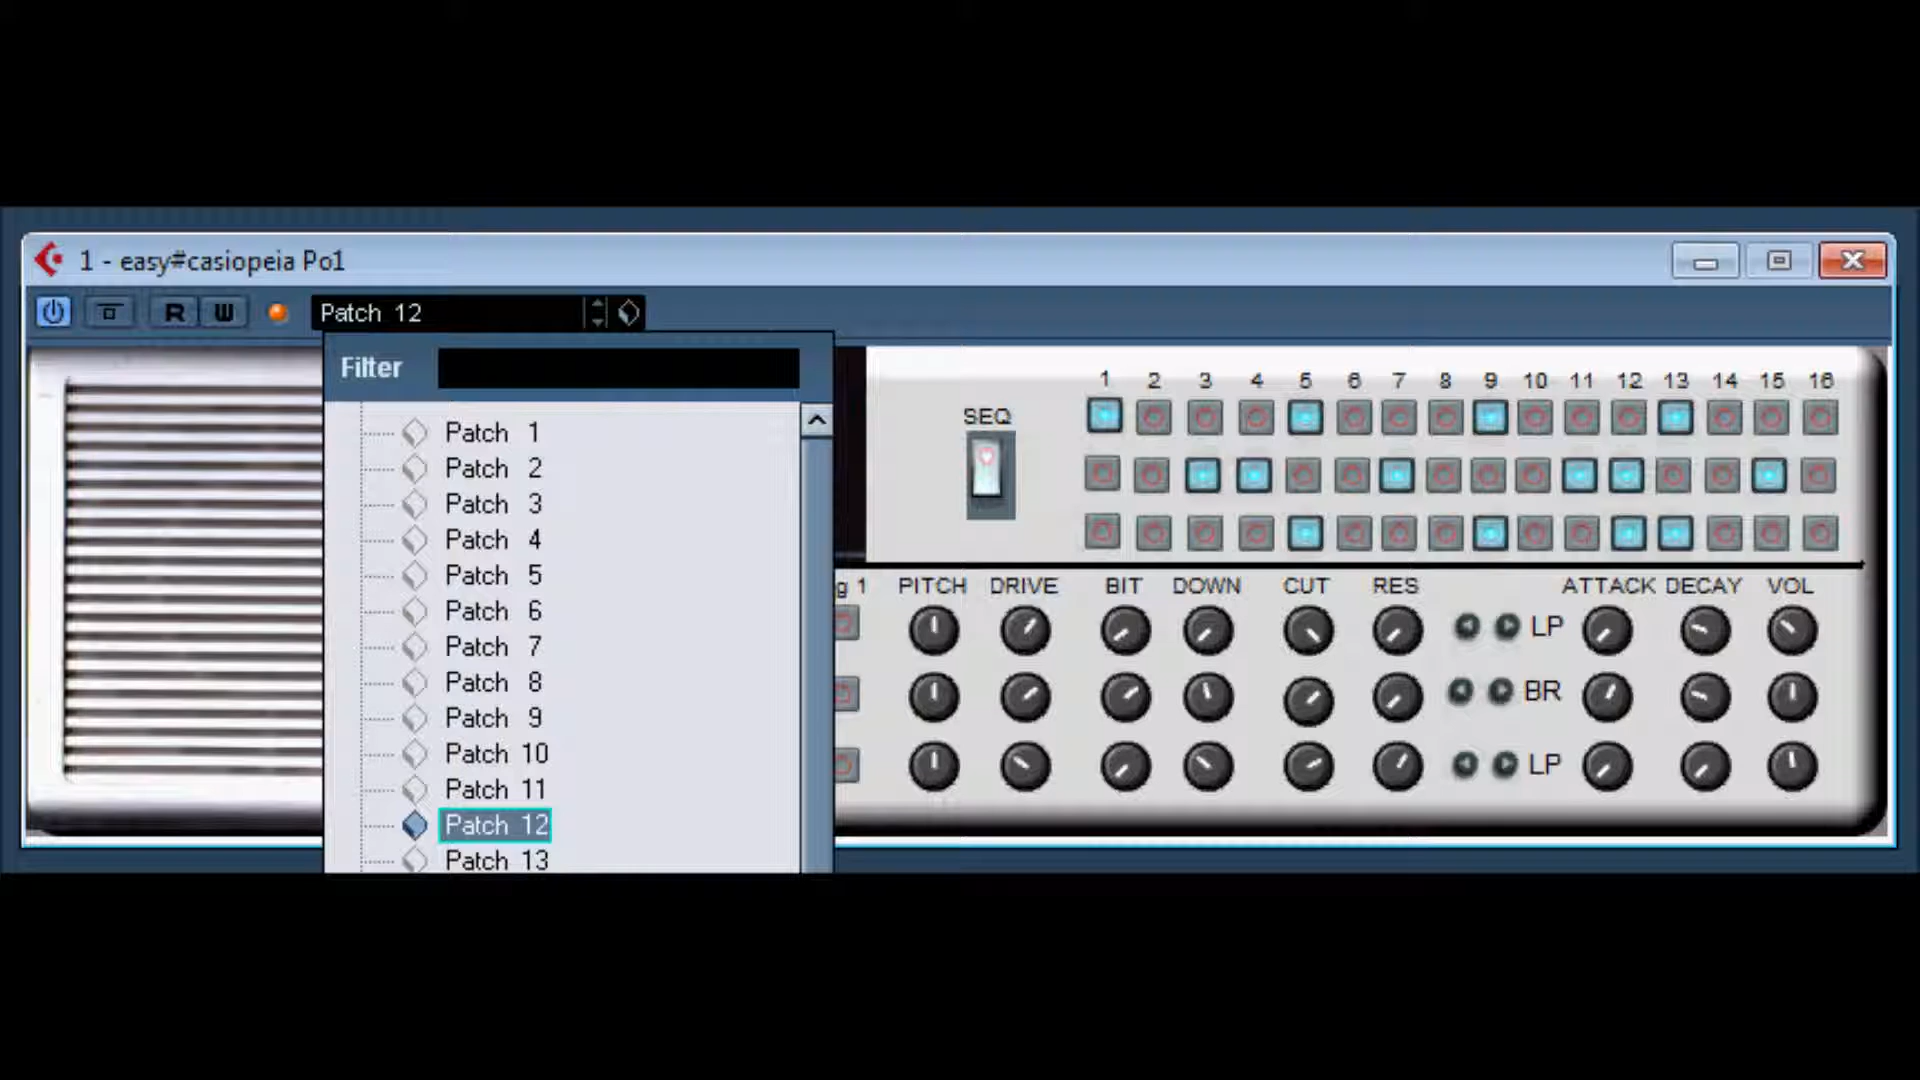 1 - easy#casiopeia Po1
R W Patch 12
Filter
Patch 1
Patch 2
Patch 3
Patch 4
Patch 5
Patch 6
Patch 7
Patch 8
Patch 9
Patch 10
Patch 11
Patch 12
Patch 13
1 2 3 4 5 6 7 8 9 10 11 12 13 14 15 16
SEQ
g 1 PITCH DRIVE BIT DOWN CUT RES ATTACK DECAY VOL
LP
BR
LP